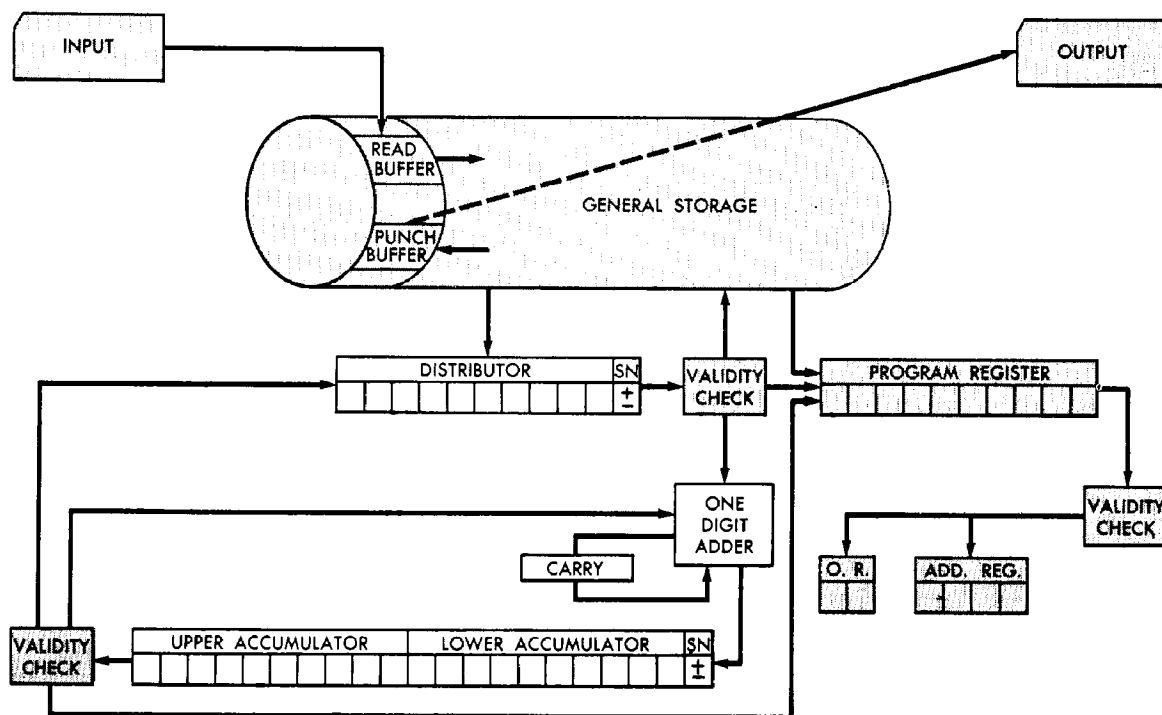 INPUT
OUTPUT
READ
BUFFER
GENERAL STORAGE
PUNCH
BUFFER
DISTRIBUTOR
SN
±
VALIDITY
CHECK
PROGRAM REGISTER
ONE
DIGIT
ADDER
VALIDITY
CHECK
CARRY
O. R.
ADD. REG.
UPPER ACCUMULATOR
LOWER ACCUMULATOR
SN
±
VALIDITY
CHECK